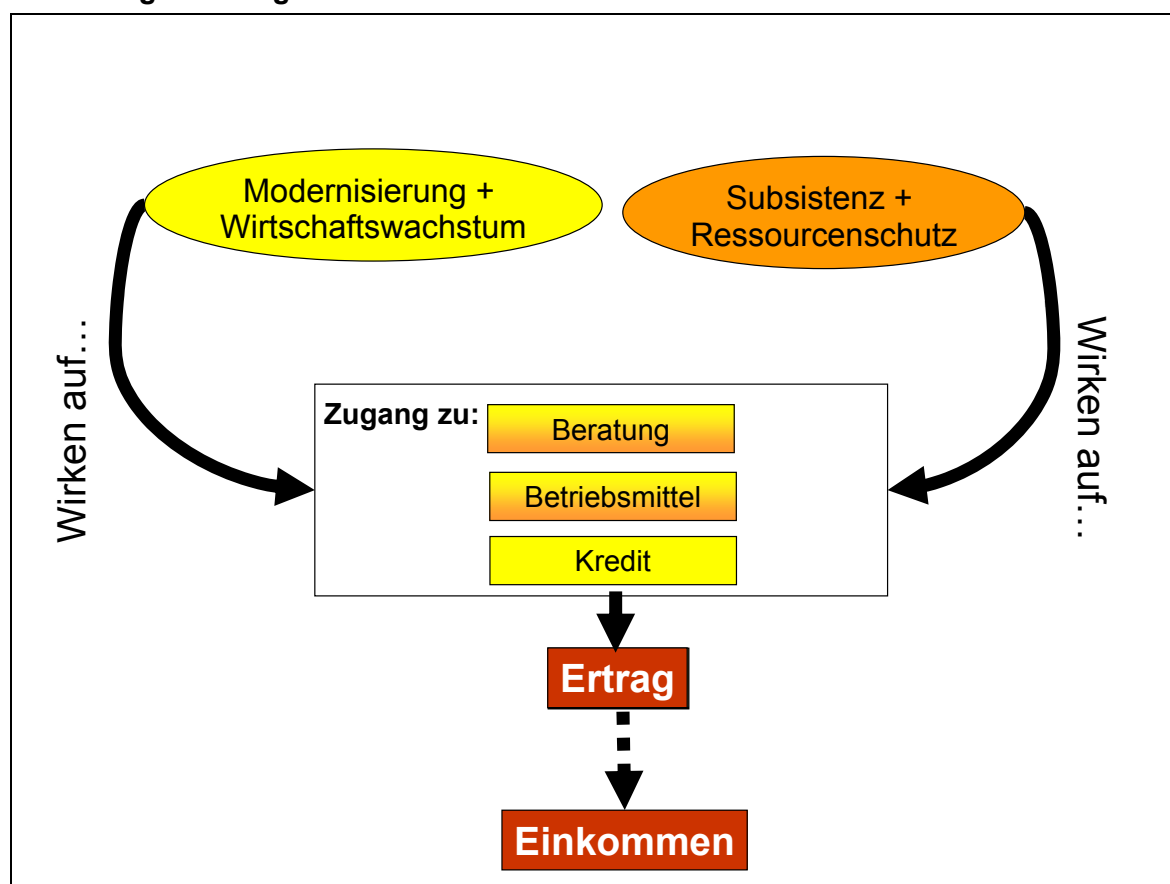 Modernisierung +
Wirtschaftswachstum
Subsistenz +
Ressourcenschutz
Wirken auf…
Wirken auf…
Zugang zu:
Beratung
Betriebsmittel
Kredit
Ertrag
Einkommen